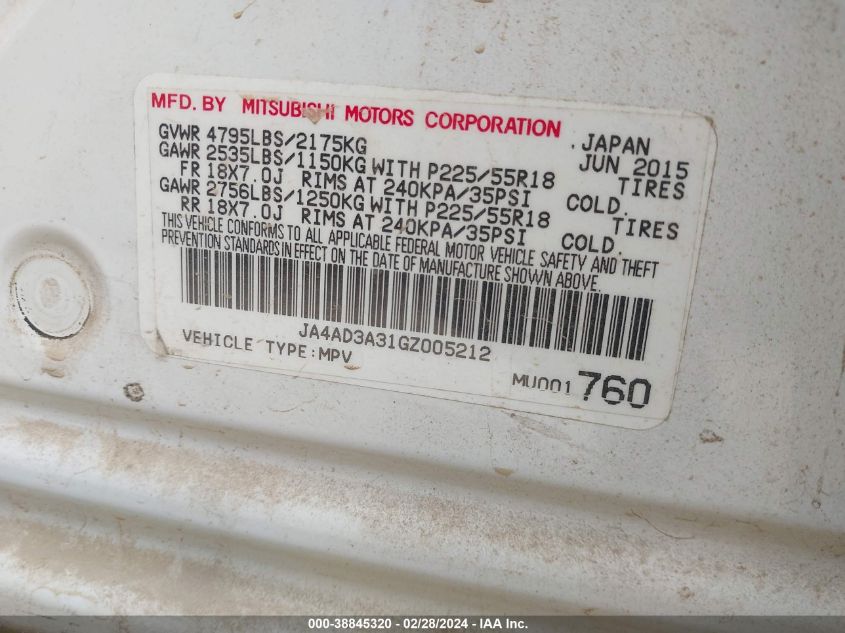 MFD. BY MITSUBISHI MOTORS CORPORATION . JAPAN
GVWR 4795LBS/2175KG JUN 2015
GAWR 2535LBS/1150KG WITH P225/55R18 TIRES
FR 18X7.0J RIMS AT 240KPA/35PSI COLD.
GAWR 2756LBS/1250KG WITH P225/55R18 TIRES
RR 18X7.0J RIMS AT 240KPA/35PSI COLD.
THIS VEHICLE CONFORMS TO ALL APPLICABLE FEDERAL MOTOR VEHICLE SAFETY AND THEFT
PREVENTION STANDARDS IN EFFECT ON THE DATE OF MANUFACTURE SHOWN ABOVE.
JA4AD3A31GZ005212
VEHICLE TYPE:MPV
MU001760
000-38845320 - 02/28/2024 - IAA Inc.